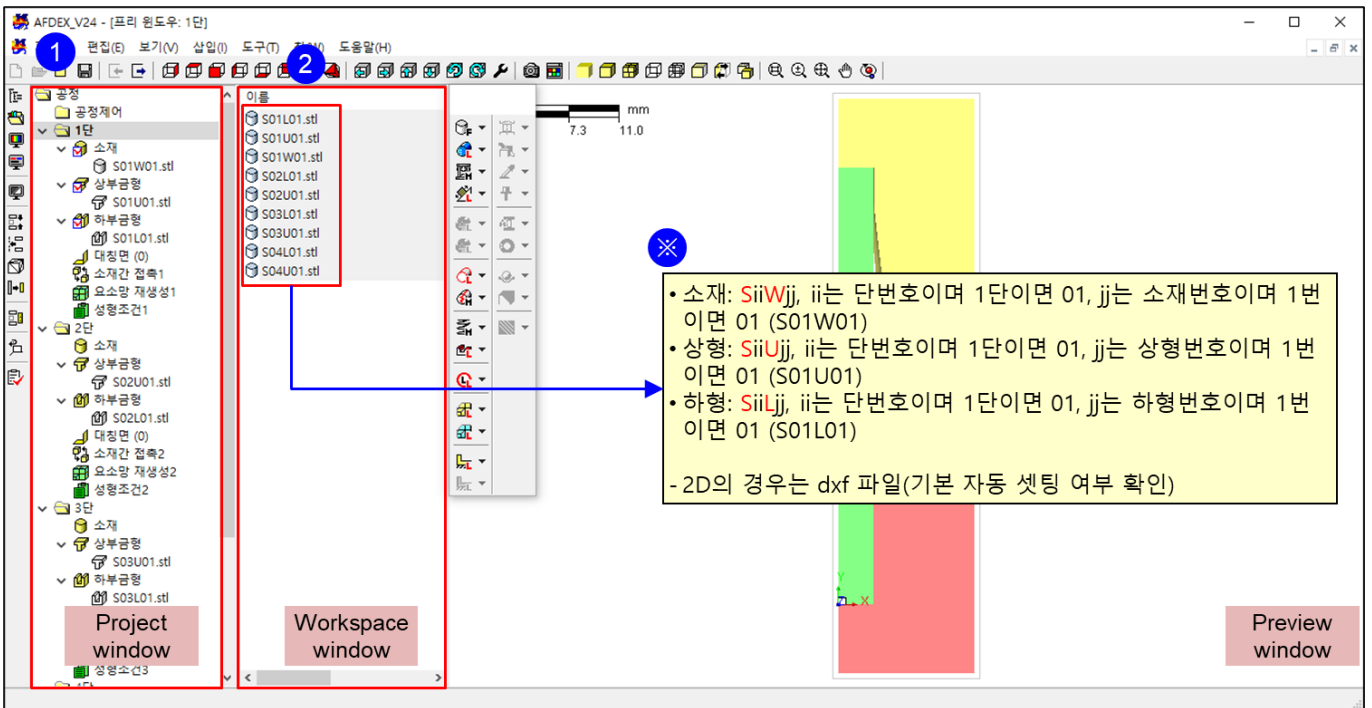 AFDEX_V24 - [프리 윈도우: 1단]
편집(E) 보기(V) 삽입(I) 도구(T) 도움말(H)
1
2
공정
공정제어
1단
소재
S01W01.stl
상부금형
S01U01.stl
하부금형
S01L01.stl
대칭면 (0)
소재간 접촉1
요소망 재생성1
성형조건1
2단
소재
상부금형
S02U01.stl
하부금형
S02L01.stl
대칭면 (0)
소재간 접촉2
요소망 재생성2
성형조건2
3단
소재
상부금형
S03U01.stl
하부금형
S03L01.stl
Project
window
성형조건3
이름
S01L01.stl
S01U01.stl
S01W01.stl
S02L01.stl
S02U01.stl
S03L01.stl
S03U01.stl
S04L01.stl
S04U01.stl
Workspace
window
mm
7.3 11.0
※
• 소재: SiiWjj, ii는 단번호이며 1단이면 01, jj는 소재번호이며 1번
이면 01 (S01W01)
• 상형: SiiUjj, ii는 단번호이며 1단이면 01, jj는 상형번호이며 1번
이면 01 (S01U01)
• 하형: SiiLjj, ii는 단번호이며 1단이면 01, jj는 하형번호이며 1번
이면 01 (S01L01)
- 2D의 경우는 dxf 파일(기본 자동 셋팅 여부 확인)
Y
Z X
Preview
window